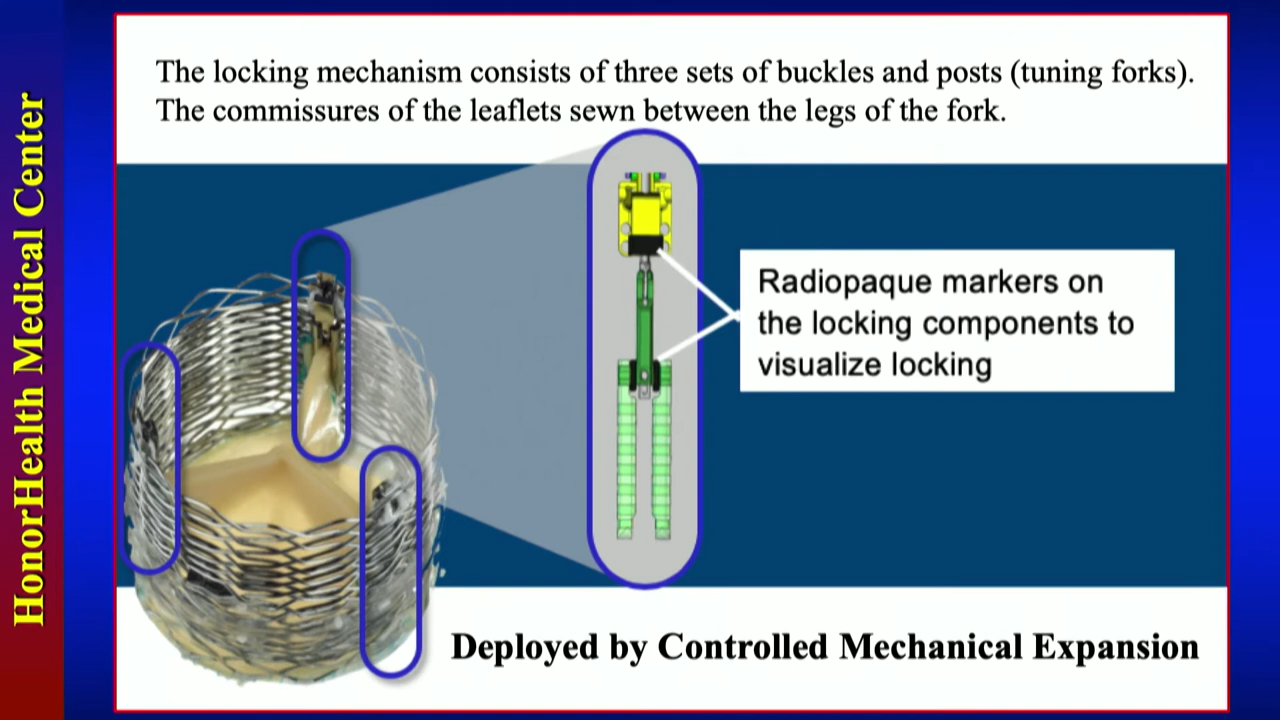 HonorHealth Medical Center
The locking mechanism consists of three sets of buckles and posts (tuning forks).
The commissures of the leaflets sewn between the legs of the fork.
Radiopaque markers on
the locking components to
visualize locking
Deployed by Controlled Mechanical Expansion